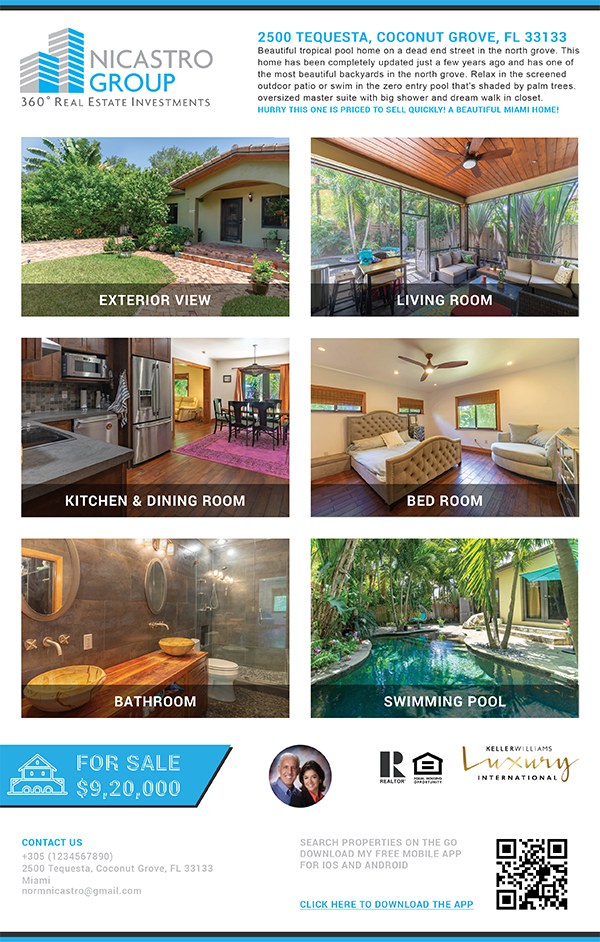 NICASTRO
GROUP
360° REAL ESTATE INVESTMENTS
2500 TEQUESTA, COCONUT GROVE, FL 33133
Beautiful tropical pool home on a dead end street in the north grove. This
home has been completely updated just a few years ago and has one of
the most beautiful backyards in the north grove. Relax in the screened
outdoor patio or swim in the zero entry pool that's shaded by palm trees.
oversized master suite with big shower and dream walk in closet.
HURRY THIS ONE IS PRICED TO SELL QUICKLY! A BEAUTIFUL MIAMI HOME!
EXTERIOR VIEW
LIVING ROOM
KITCHEN & DINING ROOM
BED ROOM
BATHROOM
SWIMMING POOL
FOR SALE
$9,20,000
R
REALTOR®
EQUAL HOUSING
OPPORTUNITY
KELLERWILLIAMS
Luxury
INTERNATIONAL
CONTACT US
+305 (1234567890)
2500 Tequesta, Coconut Grove, FL 33133
Miami
normnicastro@gmail.com
SEARCH PROPERTIES ON THE GO
DOWNLOAD MY FREE MOBILE APP
FOR IOS AND ANDROID
CLICK HERE TO DOWNLOAD THE APP